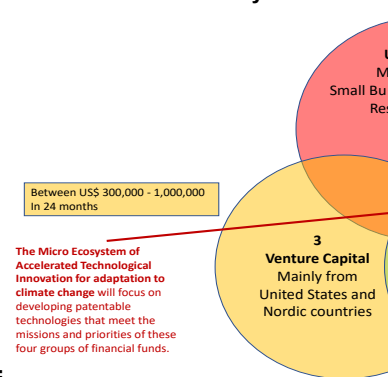 Small Bu
Between US$ 300,000 - 1,000,000
In 24 months
The Micro Ecosystem of
Accelerated Technological
Innovation for adaptation to
climate change will focus on
developing patentable
technologies that meet the
missions and priorities of these
four groups of financial funds.
3
Venture Capital
Mainly from
United States and
Nordic countries